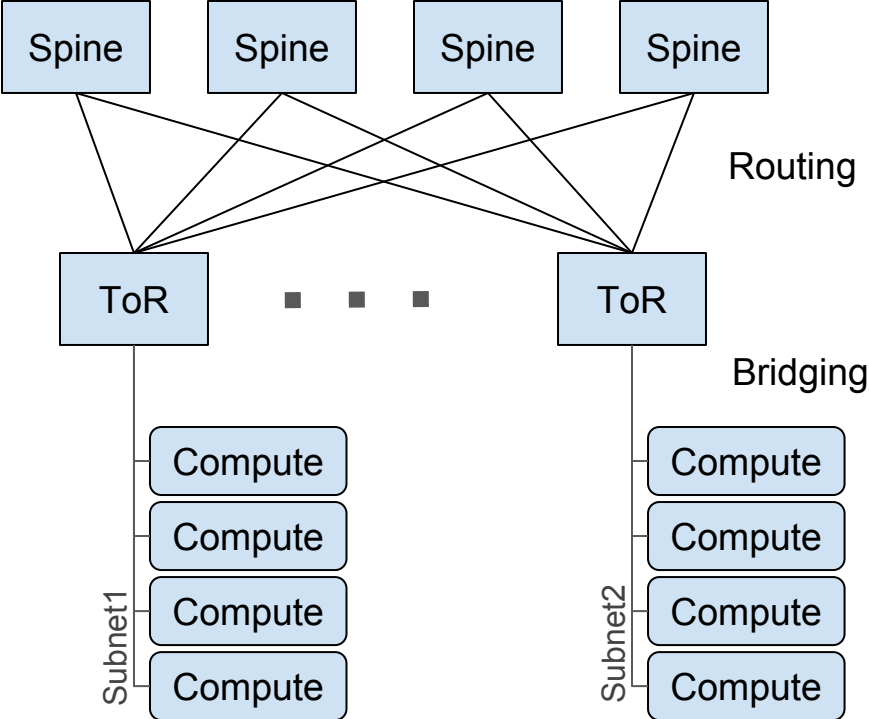 Spine
Spine
Spine
Spine
Routing
ToR
ToR
Bridging
Subnet1
Compute
Compute
Compute
Compute
Subnet2
Compute
Compute
Compute
Compute